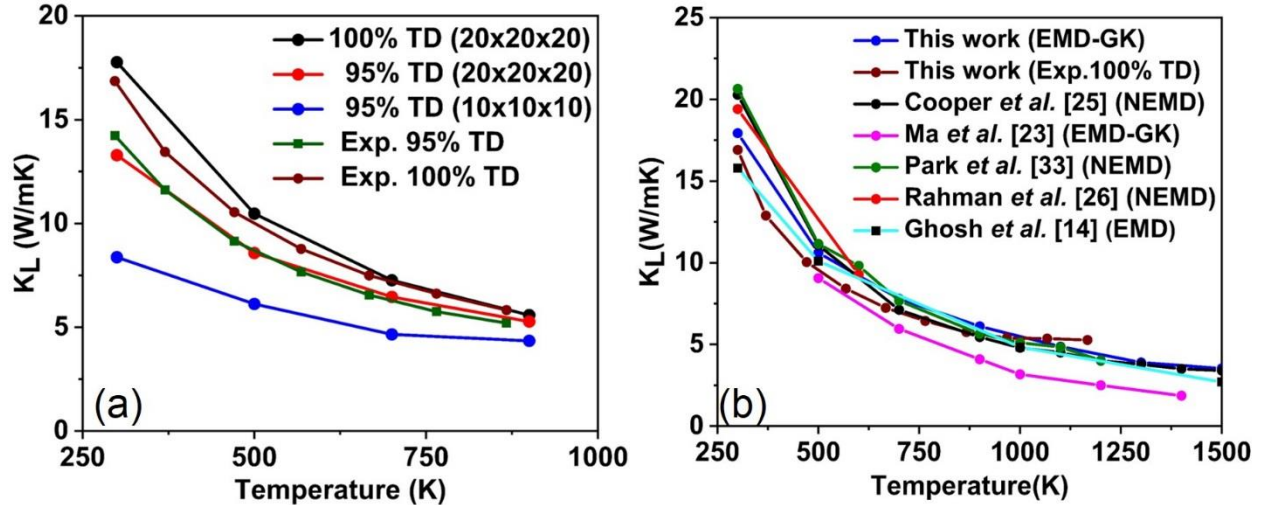 20
15
10
5
0
K_L (W/mK)
100% TD (20x20x20)
95% TD (20x20x20)
95% TD (10x10x10)
Exp. 95% TD
Exp. 100% TD
(a)
250 500 750 1000
Temperature (K)
25
20
15
10
5
0
K_L(W/mK)
This work (EMD-GK)
This work (Exp.100% TD)
Cooper et al. [25] (NEMD)
Ma et al. [23] (EMD-GK)
Park et al. [33] (NEMD)
Rahman et al. [26] (NEMD)
Ghosh et al. [14] (EMD)
(b)
250 500 750 1000 1250 1500
Temperature(K)